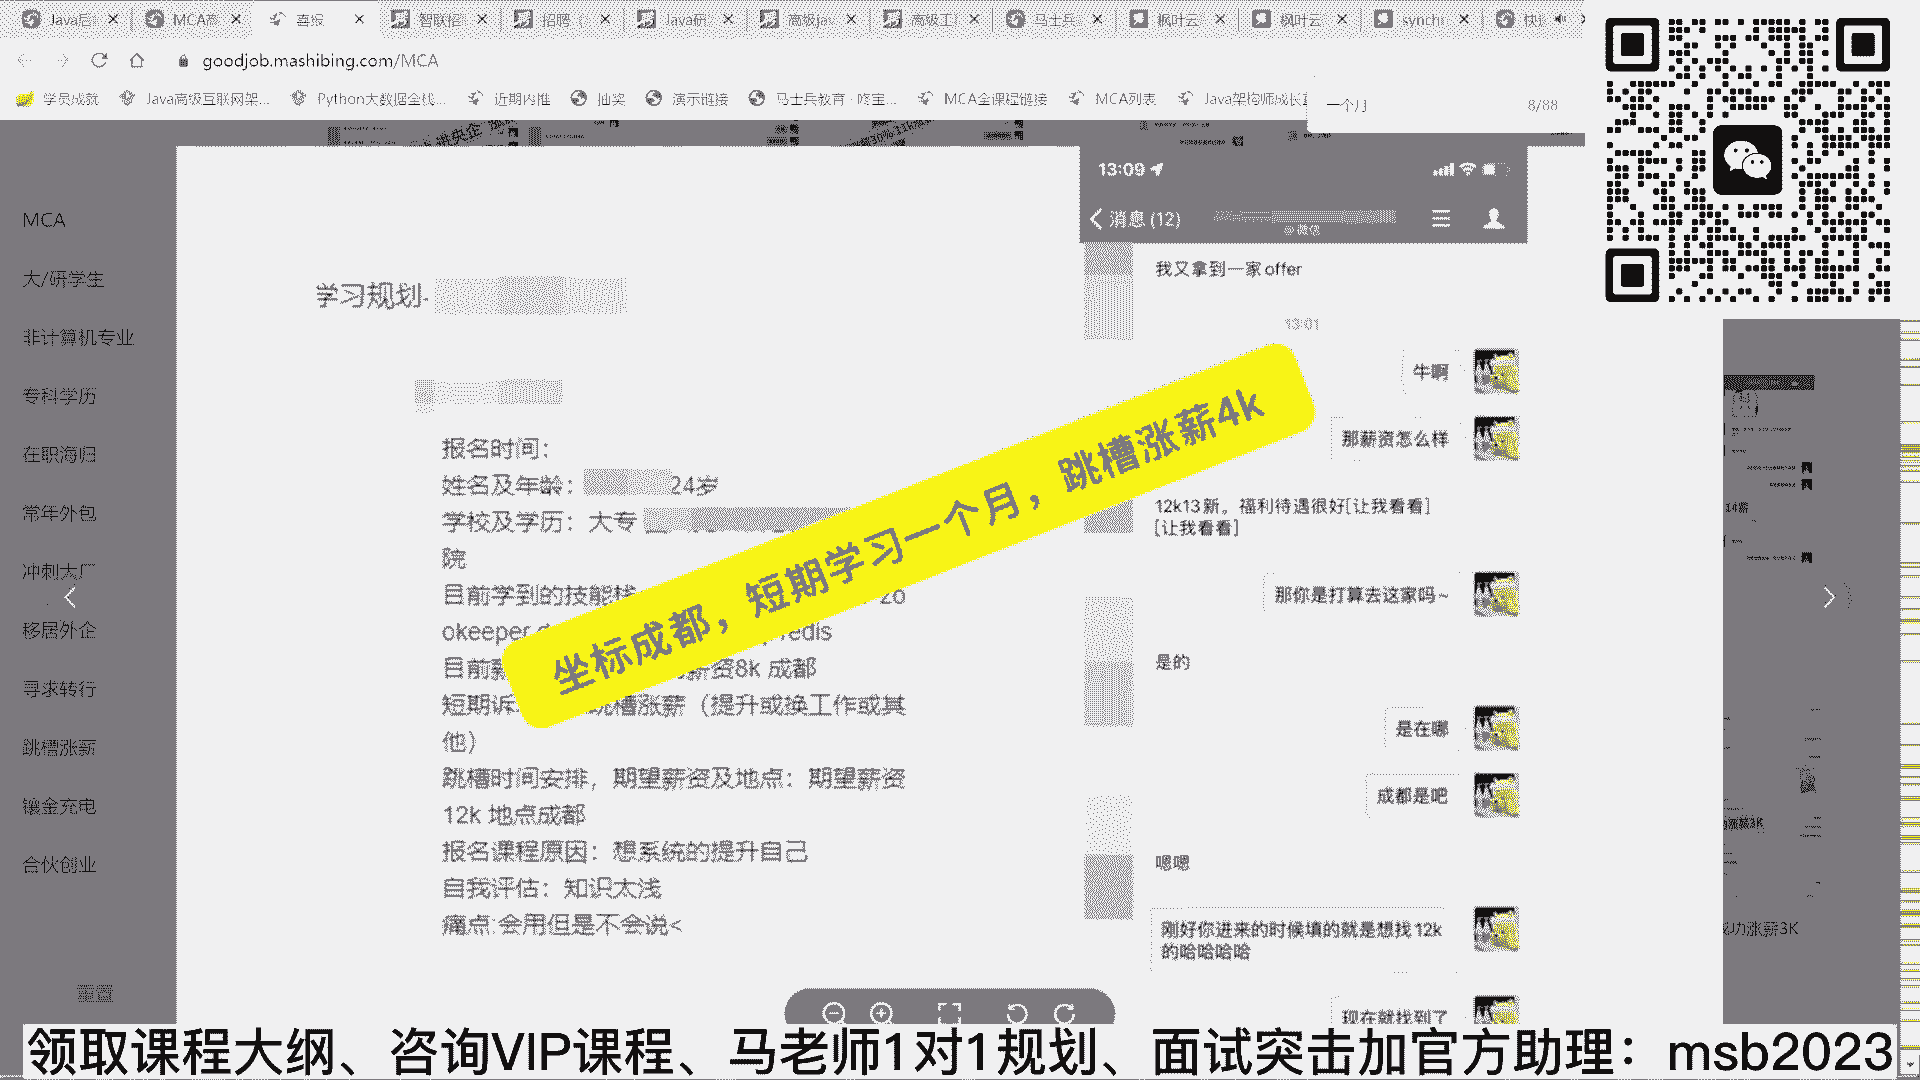 Java后
MCA高
喜报
智联招
招聘（
Java研
高级jav
高级工
马士兵
枫叶云
枫叶云
synchr
快
goodjob.mashibing.com/MCA
学员成就
Java高级互联网架...
Python大数据全栈...
近期内推
抽奖
演示链接
马士兵教育 - 咚宝...
MCA全课程链接
MCA列表
Java架构师成长
一个月
8/88
MCA
大/研学生
非计算机专业
专科学历
在职海归
常年外包
冲刺大厂
移居外企
寻求转行
跳槽涨薪
镀金充电
合伙创业
重置
学习规划-
报名时间：
姓名及年龄： 24岁
学校及学历：大专
院
目前学到的技能栈 zo
okeeper d edis
目前薪 薪资8k 成都
短期诉 跳槽涨薪（提升或换工作或其
他）
跳槽时间安排，期望薪资及地点：期望薪资
12k 地点成都
报名课程原因：想系统的提升自己
自我评估：知识太浅
痛点:会用但是不会说<
坐标成都，短期学习一个月，跳槽涨薪4k
13:09
消息 (12)
@微信
我又拿到一家offer
13:01
牛啊
那薪资怎么样
12k13新。福利待遇很好[让我看看]
[让我看看]
那你是打算去这家吗~
是的
是在哪
成都是吧
嗯嗯
刚好你进来的时候填的就是想找12k
的哈哈哈哈
现在就找到了
14薪
功涨薪3K
功涨薪3K
领取课程大纲、咨询VIP课程、马老师1对1规划、面试突击加官方助理：msb2023